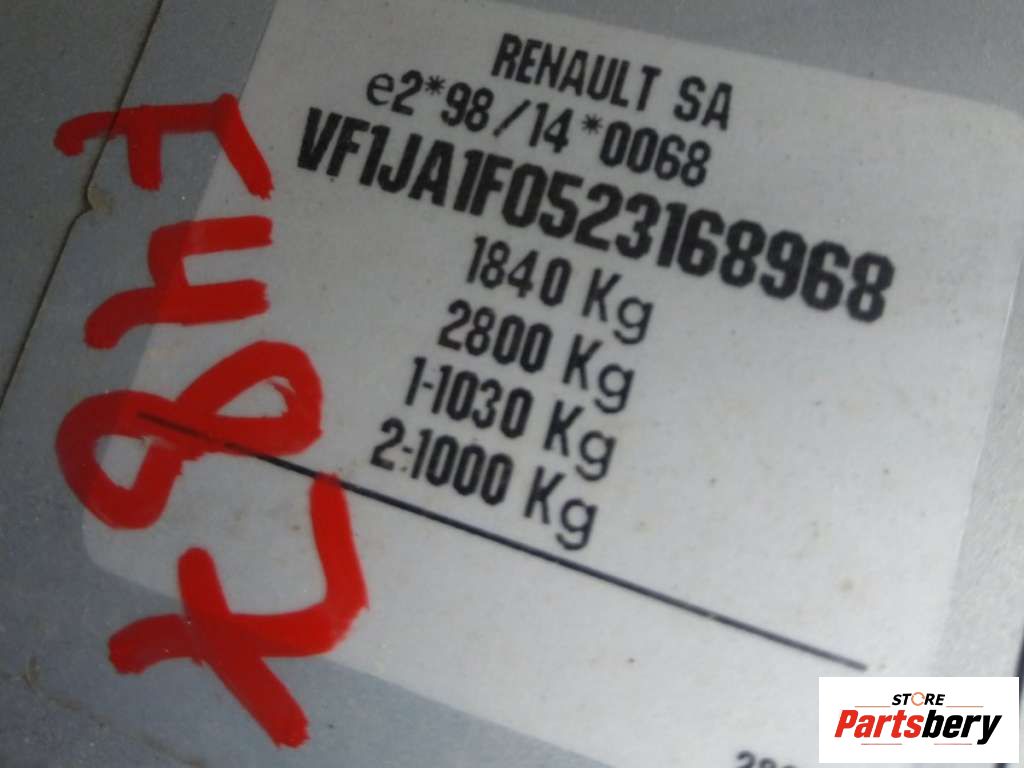 RENAULT SA
e2*98/14*0068
VF1JA1F0523168968
1840 Kg
2800 Kg
1-1030 Kg
2-1000 Kg
STORE
Partsbery